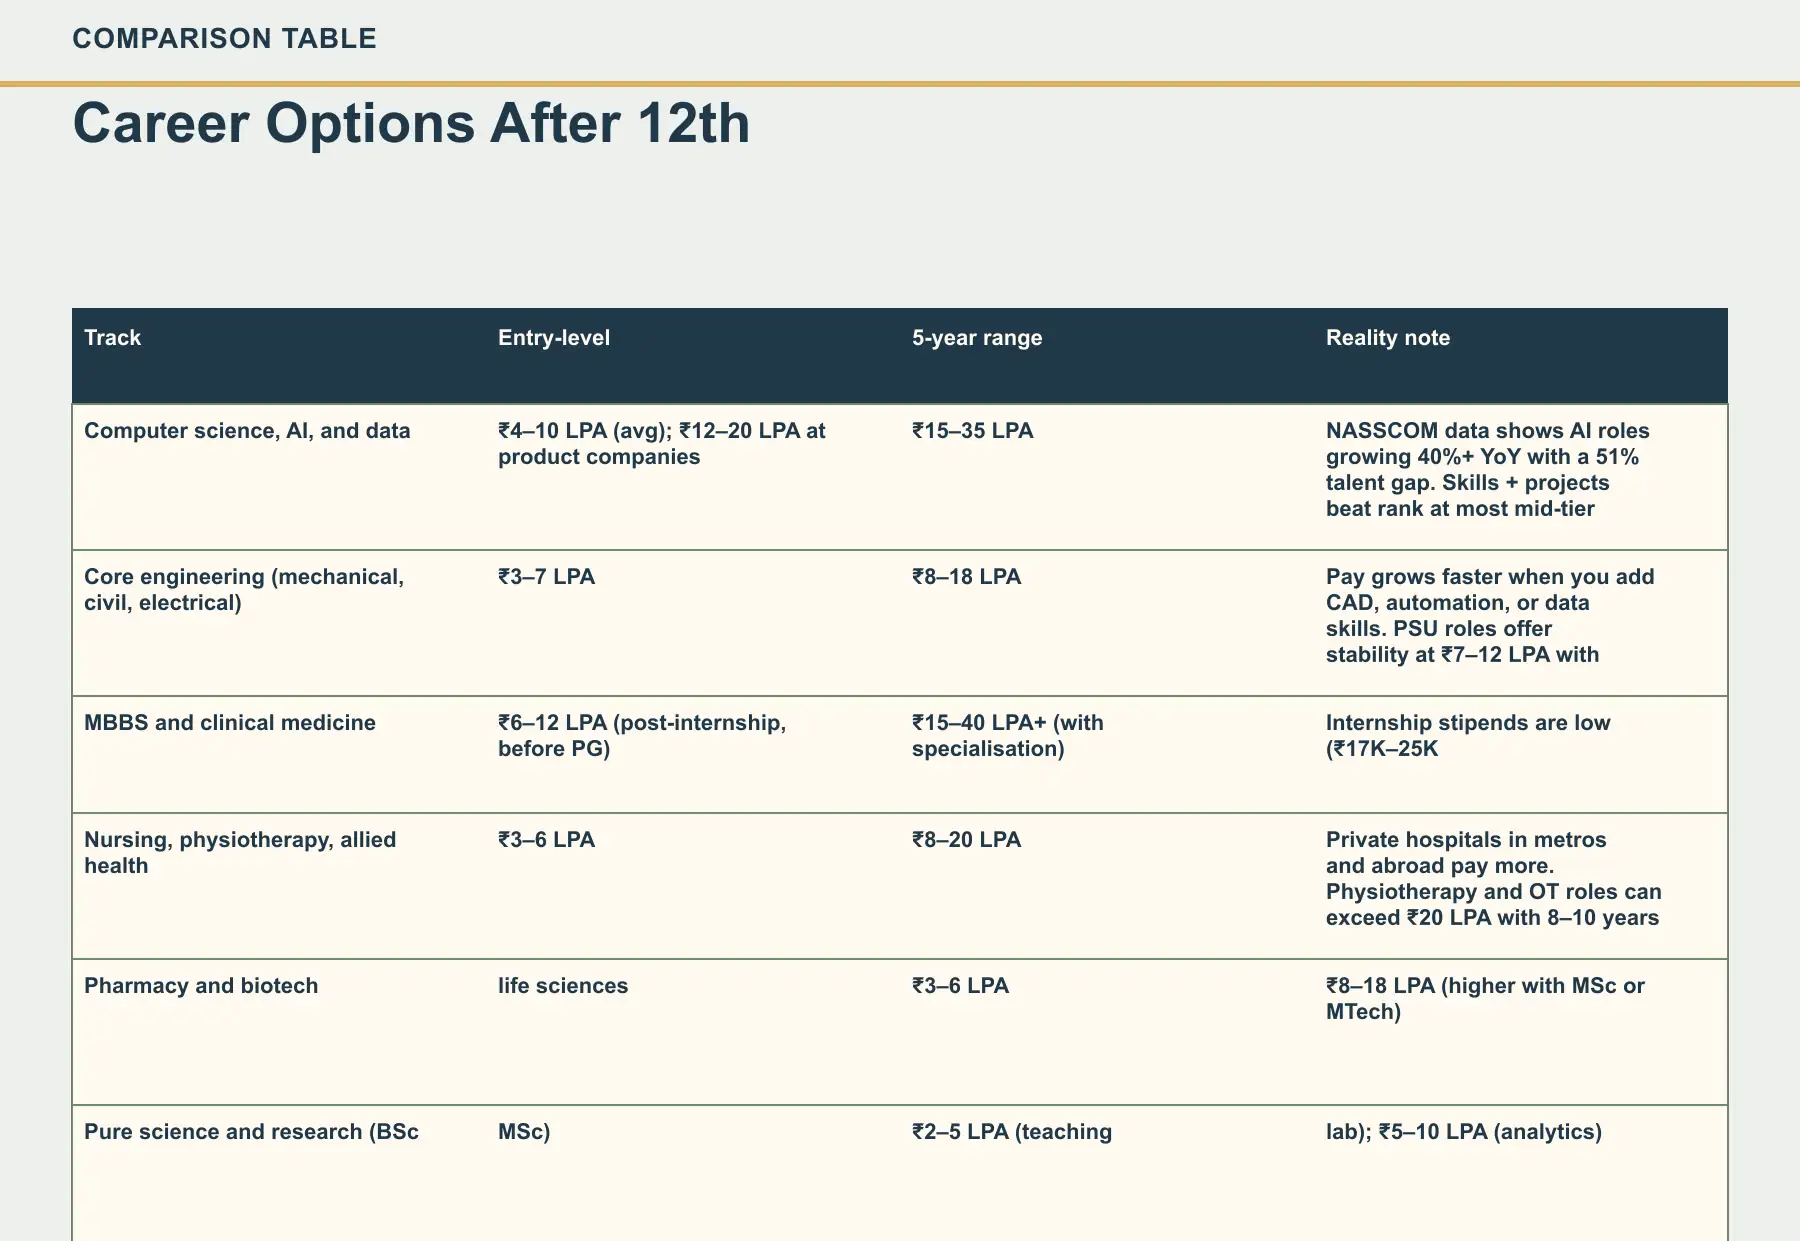 COMPARISON TABLE
Career Options After 12th
Track Entry-level 5-year range Reality note
Computer science, AI, and data ₹4–10 LPA (avg); ₹12–20 LPA at ₹15–35 LPA NASSCOM data shows AI roles
product companies growing 40%+ YoY with a 51%
talent gap. Skills + projects
beat rank at most mid-tier
Core engineering (mechanical, ₹3–7 LPA ₹8–18 LPA Pay grows faster when you add
civil, electrical) CAD, automation, or data
skills. PSU roles offer
stability at ₹7–12 LPA with
MBBS and clinical medicine ₹6–12 LPA (post-internship, ₹15–40 LPA+ (with Internship stipends are low
before PG) specialisation) (₹17K–25K
Nursing, physiotherapy, allied ₹3–6 LPA ₹8–20 LPA Private hospitals in metros
health and abroad pay more.
Physiotherapy and OT roles can
exceed ₹20 LPA with 8–10 years
Pharmacy and biotech life sciences ₹3–6 LPA ₹8–18 LPA (higher with MSc or
MTech)
Pure science and research (BSc MSc) ₹2–5 LPA (teaching lab); ₹5–10 LPA (analytics)